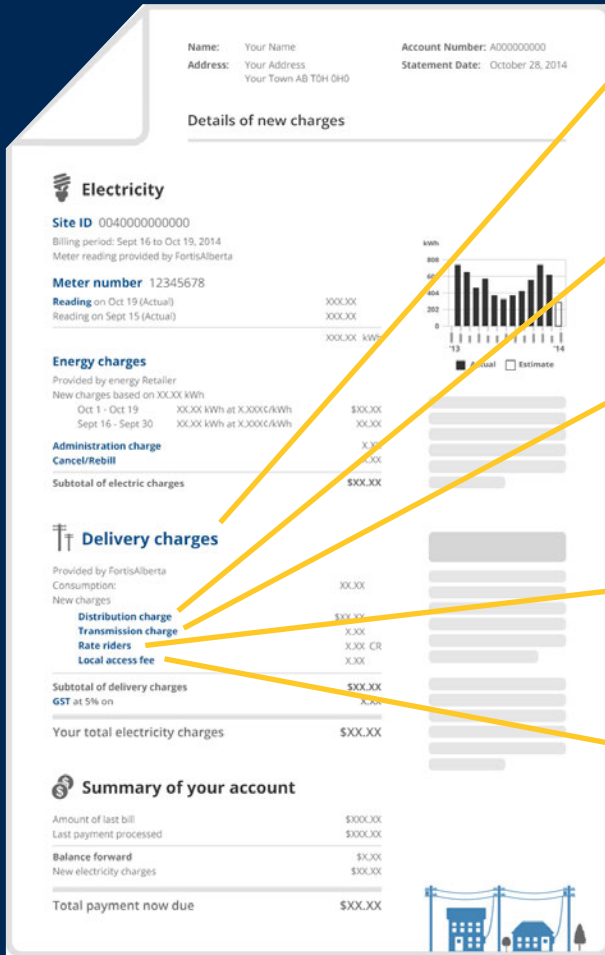 Name: Your Name Account Number: A000000000
Address: Your Address Statement Date: October 28, 2014
Your Town AB T0H 0H0
Details of new charges
Electricity
Site ID 0040000000000
Billing period: Sept 16 to Oct 19, 2014
Meter reading provided by FortisAlberta
Meter number 12345678
Reading on Oct 19 (Actual) XXX.XX
Reading on Sept 15 (Actual) XXX.XX
XXX.XX kWh
Energy charges
Provided by energy Retailer
New charges based on XX.XX kWh
Oct 1 - Oct 19 XX.XX kWh at X.XXX¢/kWh $XX.XX
Sept 16 - Sept 30 XX.XX kWh at X.XXX¢/kWh XX.XX
Administration charge X.XX
Cancel/Rebill X.XX
Subtotal of electric charges $XX.XX
kWh
808
404
202
0
'13 '14
Actual Estimate
Delivery charges
Provided by FortisAlberta
Consumption: XX.XX
New charges
Distribution charge $XX.XX
Transmission charge X.XX
Rate riders X.XX CR
Local access fee X.XX
Subtotal of delivery charges $XX.XX
GST at 5% on X.XX
Your total electricity charges $XX.XX
Summary of your account
Amount of last bill $XXX.XX
Last payment processed $XXX.XX
Balance forward $X.XX
New electricity charges $XX.XX
Total payment now due $XX.XX